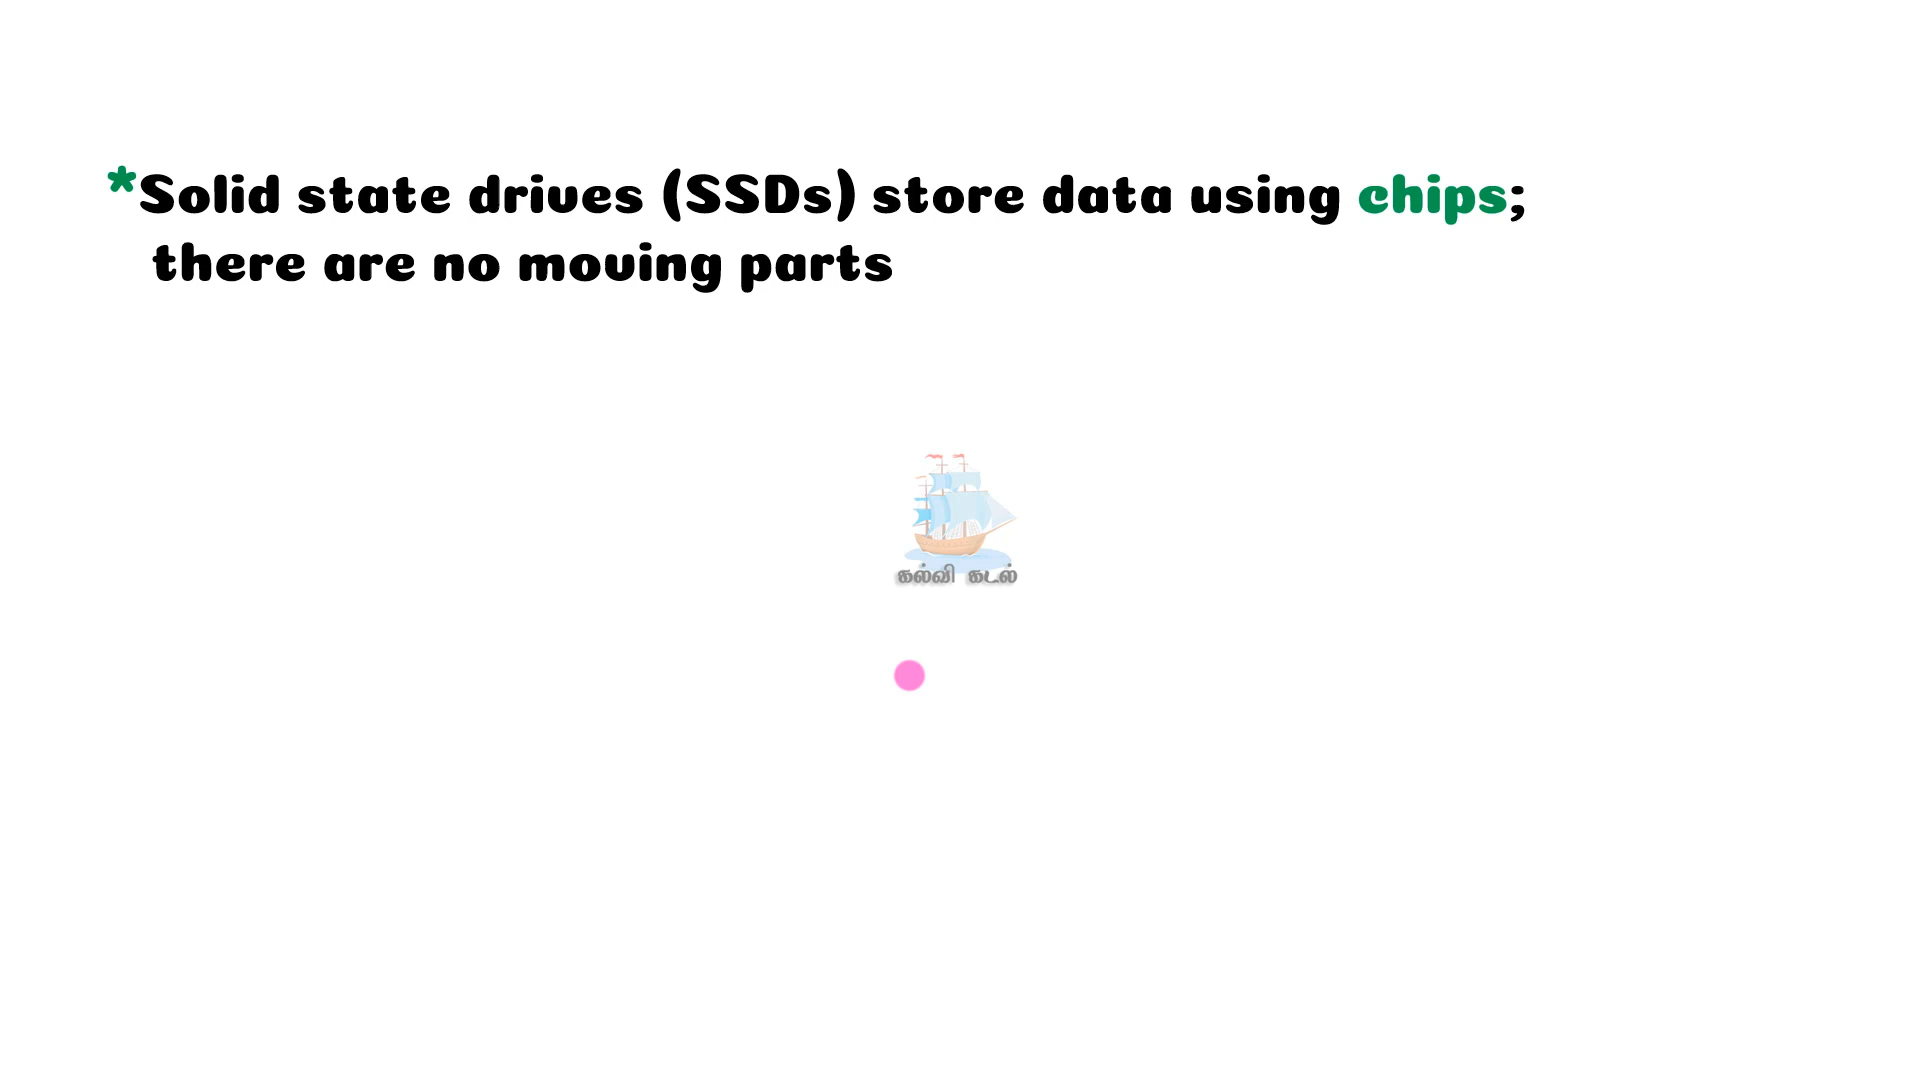 *Solid state drives (SSDs) store data using chips;
there are no moving parts
கல்வி கடல்